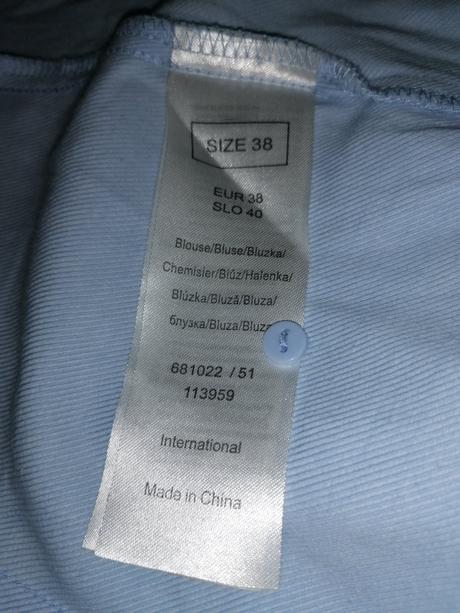 SIZE 38
EUR 38
SLO 40
Blouse/Bluse/Bluzka/
Chemisier/Blúz/Halenka/
Blúzka/Bluză/Bluza/
блузка/Bluza/Bluza
681022 / 51
113959
International
Made in China